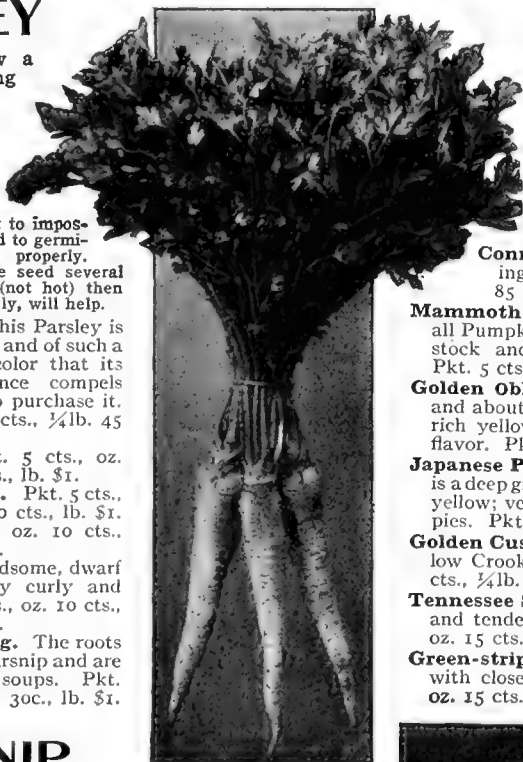 EY
w a
ng
t to impos-
d to germi-
properly.
e seed several
(not hot) then
ly, will help.
his Parsley is
and of such a
color that its
nce compels
o purchase it.
cts., ¼lb. 45
. 5 cts., oz.
s., lb. $1.
. Pkt. 5 cts.,
0 cts., lb. $1.
oz. 10 cts.,
dsome, dwarf
y curly and
s., oz. 10 cts.,
g. The roots
arsnip and are
soups. Pkt.
30c., lb. $1.
NIP
Conn
ing
85
Mammoth
all Pumpk
stock and
Pkt. 5 cts
Golden Obl
and about
rich yellow
flavor. Pk
Japanese P
is a deep g
yellow; ve
pies. Pkt
Golden Cus
low Crook
cts., ¼lb.
Tennessee S
and tende
oz. 15 cts.
Green-strip
with close
oz. 15 cts.